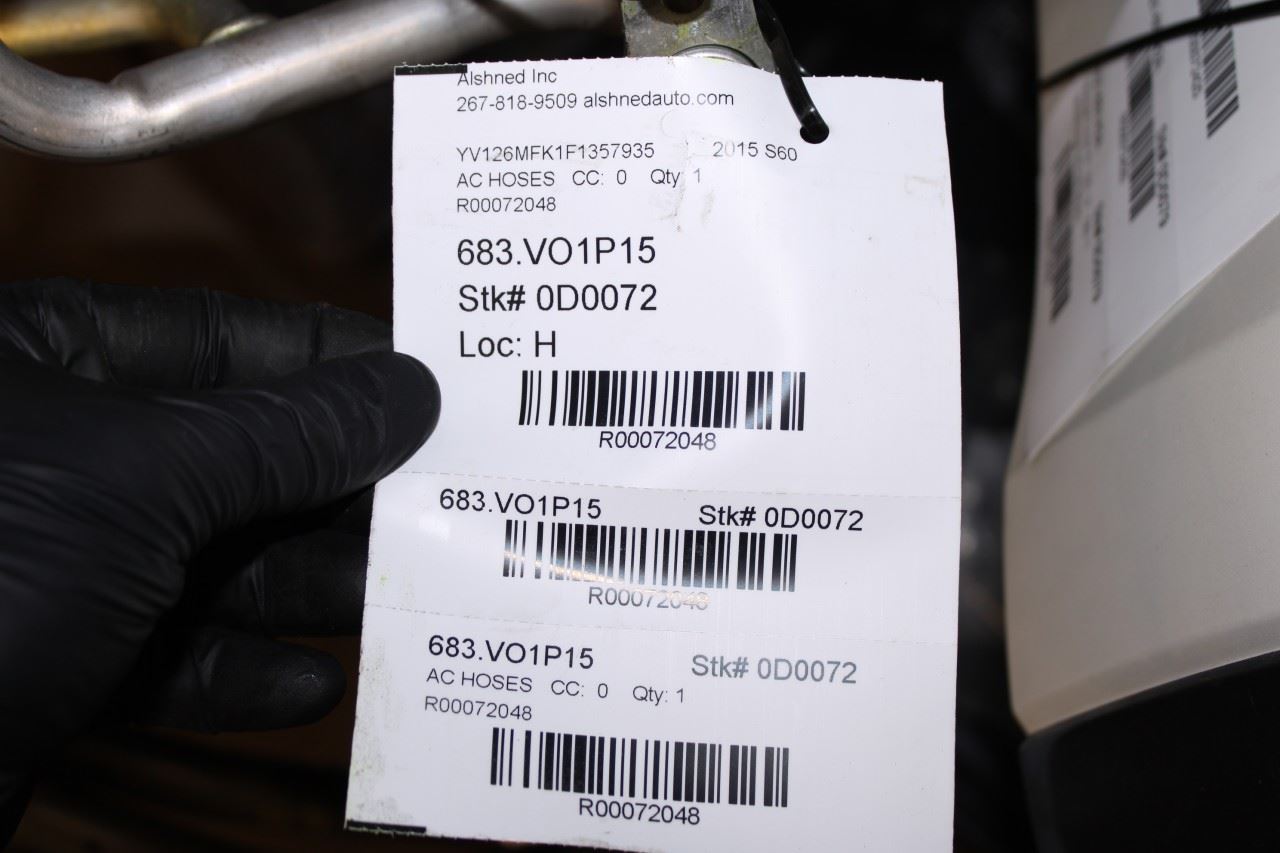 Alshned Inc
267-818-9509 alshnedauto.com
YV126MFK1F1357935 2015 S60
AC HOSES CC: 0 Qty: 1
R00072048
683.VO1P15
Stk# 0D0072
Loc: H
R00072048
683.VO1P15 Stk# 0D0072
R00072048
683.VO1P15 Stk# 0D0072
AC HOSES CC: 0 Qty: 1
R00072048
R00072048